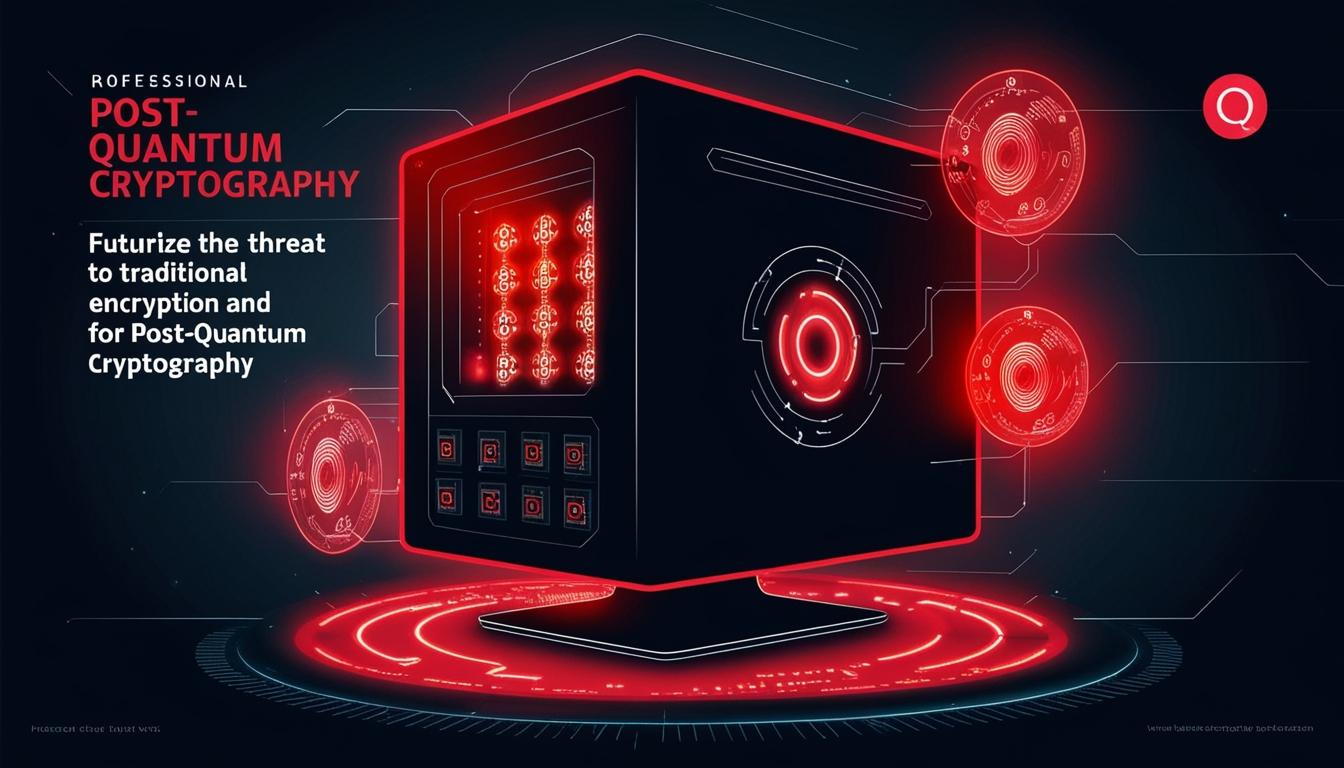 ROFESSIONAL
POST-
QUANTUM
CRYPTOGRAPHY
Futurize the threat
to traditional
encryption and
for Post-Quantum
Cryptography
Q